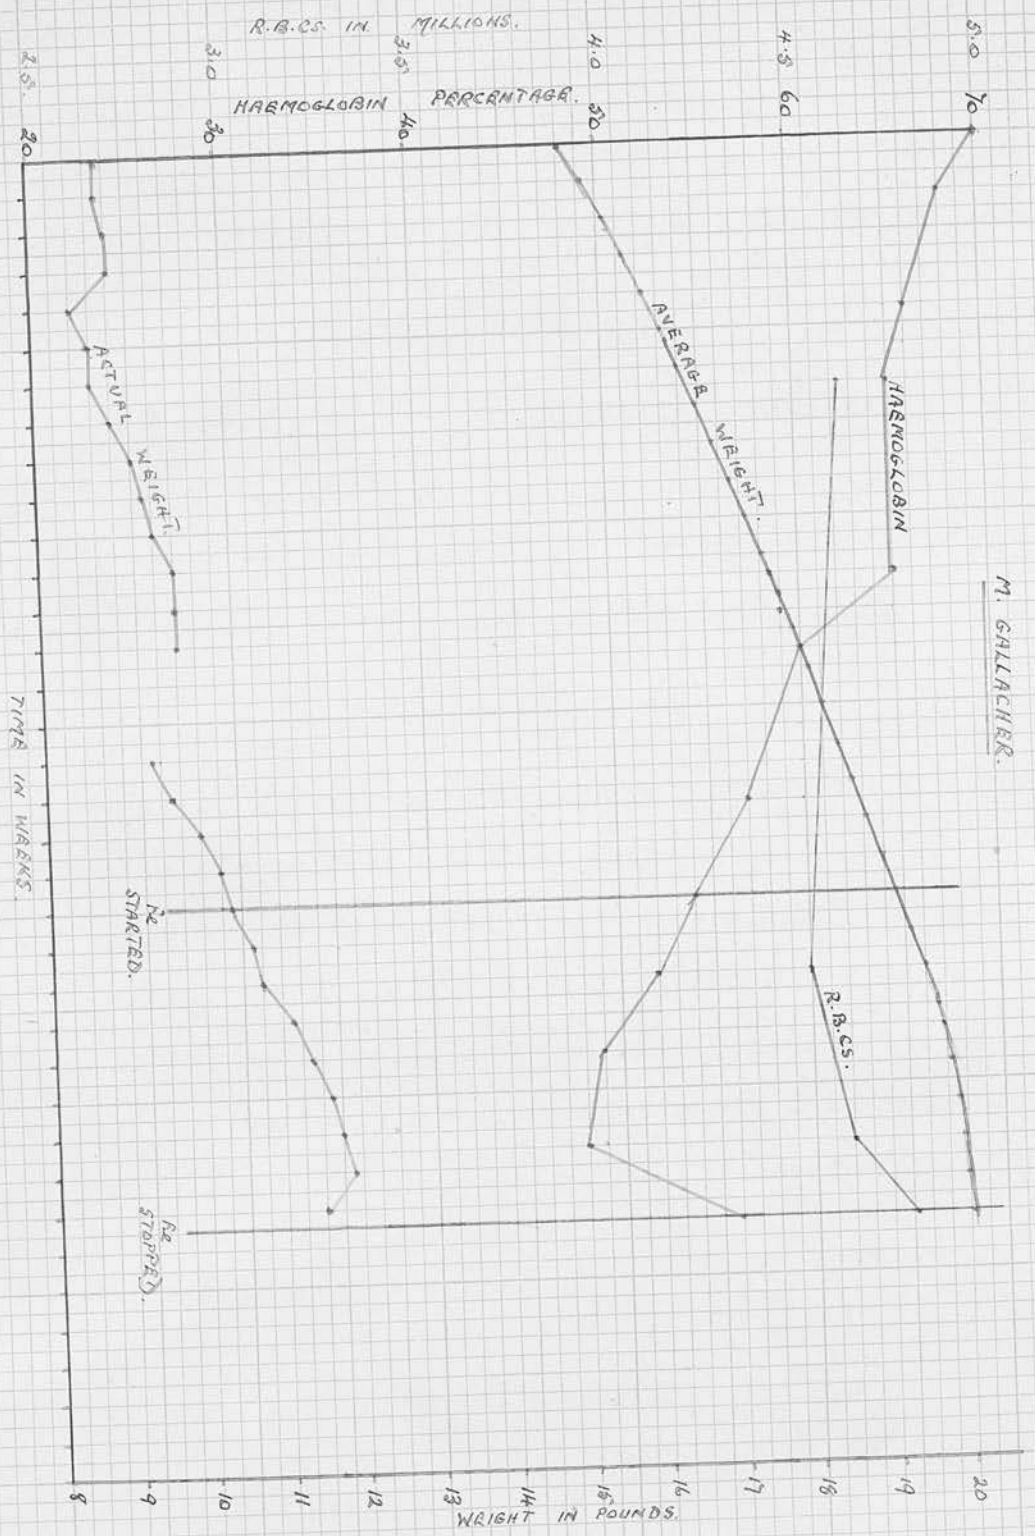 M. GALLACHER.
R.B.CS. IN MILLIONS.
5.0
4.5
4.0
3.5
3.0
2.5.
HAEMOGLOBIN PERCENTAGE.
70
60
50
40
30
20
HAEMOGLOBIN
AVERAGE WEIGHT.
R.B.CS.
ACTUAL WEIGHT.
Fe
STARTED.
Fe
STOPPED.
TIME IN WEEKS.
20
19
18
17
16
15
14
13
12
11
10
9
8
WEIGHT IN POUNDS.